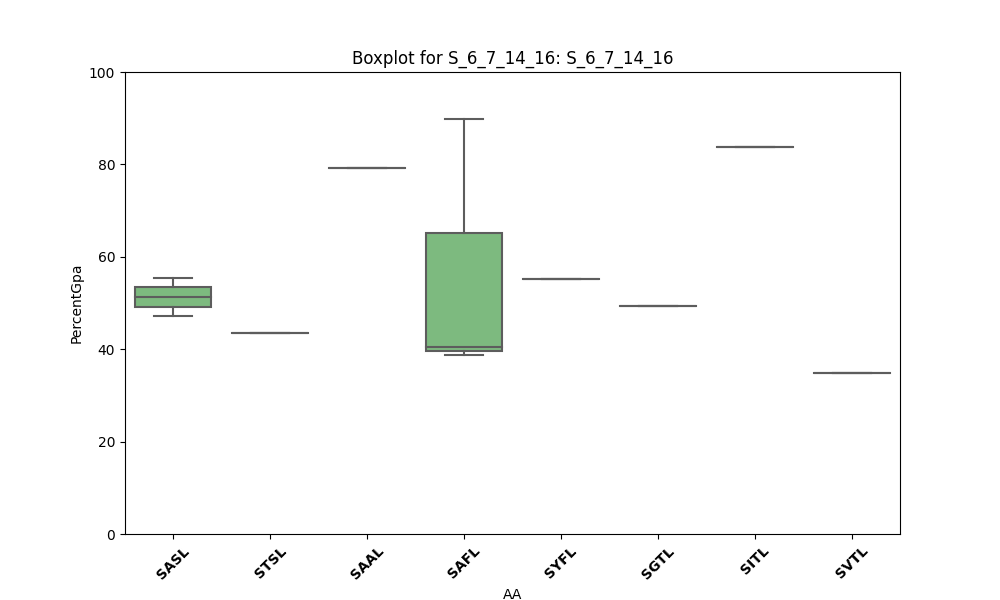 Boxplot for S_6_7_14_16: S_6_7_14_16
PercentGpa
100
80
60
40
20
0
SASL STSL SAAL SAFL SYFL SGTL SITL SVTL
AA